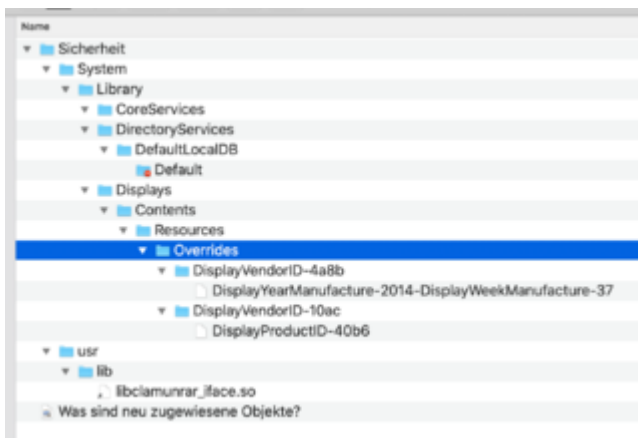 Name
Sicherheit
System
Library
CoreServices
DirectoryServices
DefaultLocalDB
Default
Displays
Contents
Resources
Overrides
DisplayVendorID-4a8b
DisplayYearManufacture-2014-DisplayWeekManufacture-37
DisplayVendorID-10ac
DisplayProductID-40b6
usr
lib
libclamunrar_iface.so
Was sind neu zugewiesene Objekte?